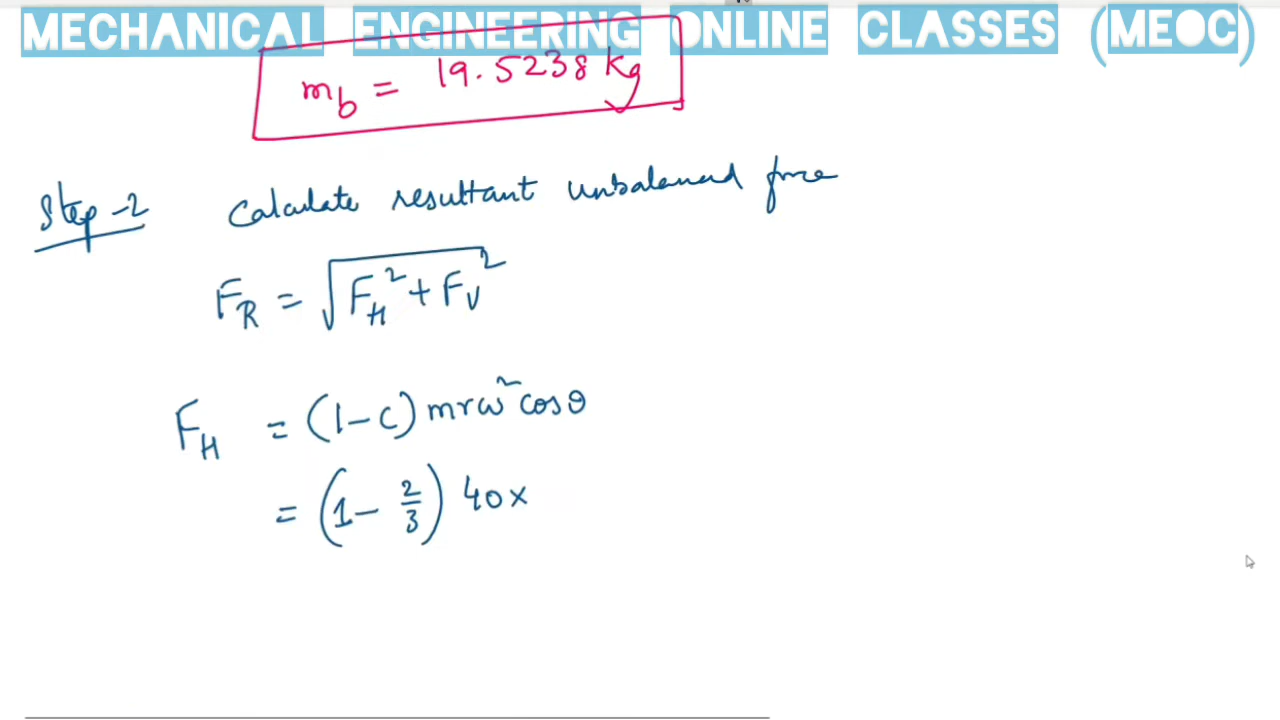 MECHANICAL ENGINEERING ONLINE CLASSES (MEOC)
m_b = 19.5238 kg
Step-2 Calculate resultant unbalanced force
F_R = √(F_H² + F_V²)
F_H = (1-c) mrω² cosθ
= (1 - 2/3) 40×